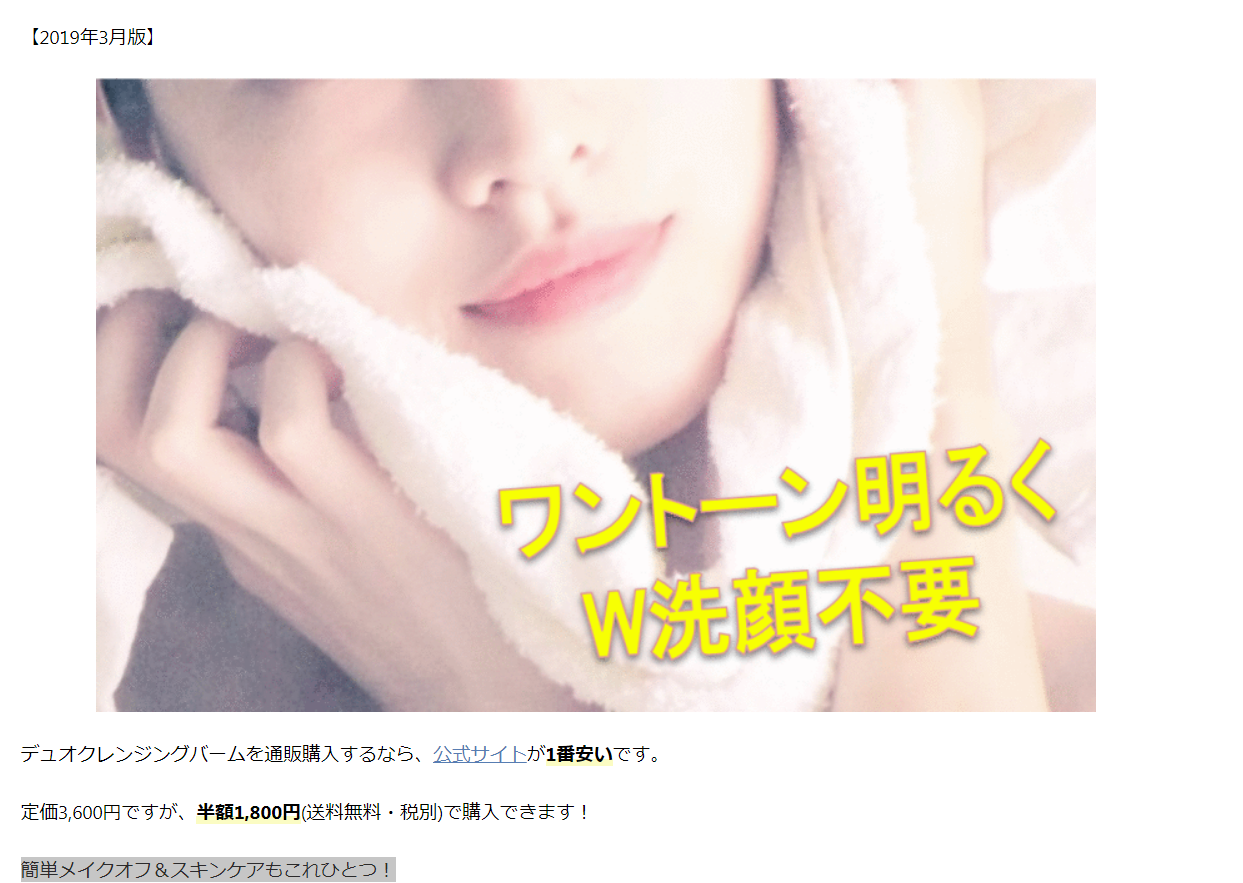 【2019年3月版】
ワントーン明るく
W洗顔不要
デュオクレンジングバームを通販購入するなら、公式サイトが1番安いです。
定価3,600円ですが、半額1,800円(送料無料・税別)で購入できます！
簡単メイクオフ＆スキンケアもこれひとつ！